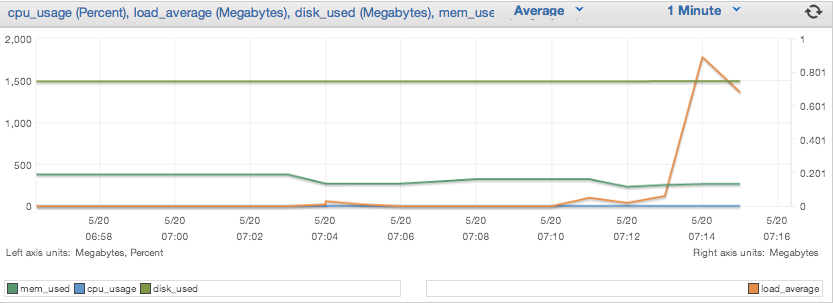 cpu_usage (Percent), load_average (Megabytes), disk_used (Megabytes), mem_use Average 1 Minute
2,000 1
1,500 0.801
0.601
1,000
0.401
500
0.201
0 0
5/20 5/20 5/20 5/20 5/20 5/20 5/20 5/20 5/20 5/20
06:58 07:00 07:02 07:04 07:06 07:08 07:10 07:12 07:14 07:16
Left axis units: Megabytes, Percent Right axis units: Megabytes
mem_used cpu_usage disk_used load_average